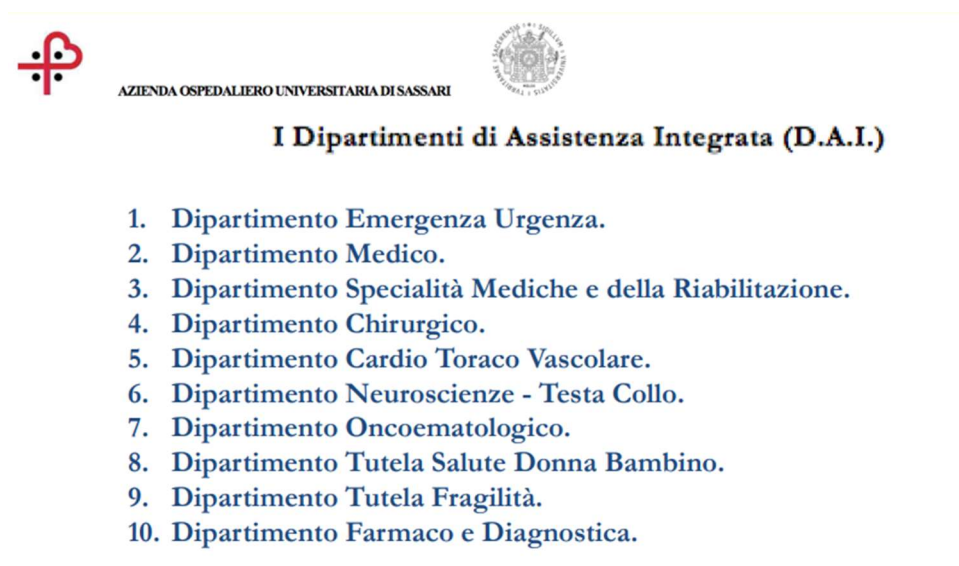 AZIENDA OSPEDALIERO UNIVERSITARIA DI SASSARI
I Dipartimenti di Assistenza Integrata (D.A.I.)
1. Dipartimento Emergenza Urgenza.
2. Dipartimento Medico.
3. Dipartimento Specialità Mediche e della Riabilitazione.
4. Dipartimento Chirurgico.
5. Dipartimento Cardio Toraco Vascolare.
6. Dipartimento Neuroscienze - Testa Collo.
7. Dipartimento Oncoematologico.
8. Dipartimento Tutela Salute Donna Bambino.
9. Dipartimento Tutela Fragilità.
10. Dipartimento Farmaco e Diagnostica.